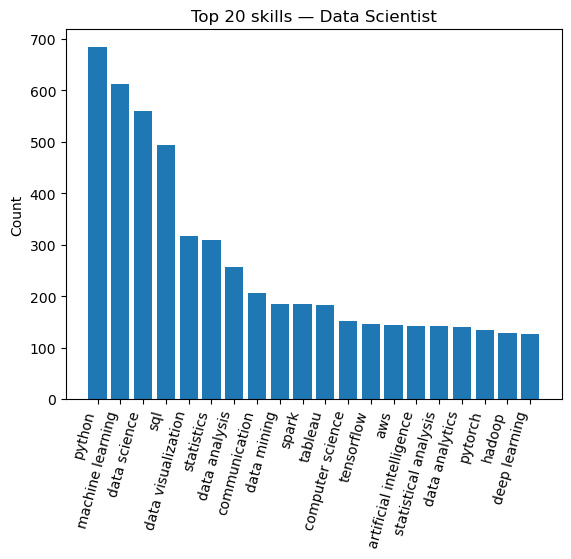 Top 20 skills — Data Scientist
700
600
500
400
300
200
100
0
Count
python
machine learning
data science
sql
data visualization
statistics
data analysis
communication
data mining
spark
tableau
computer science
tensorflow
aws
artificial intelligence
statistical analysis
data analytics
pytorch
hadoop
deep learning